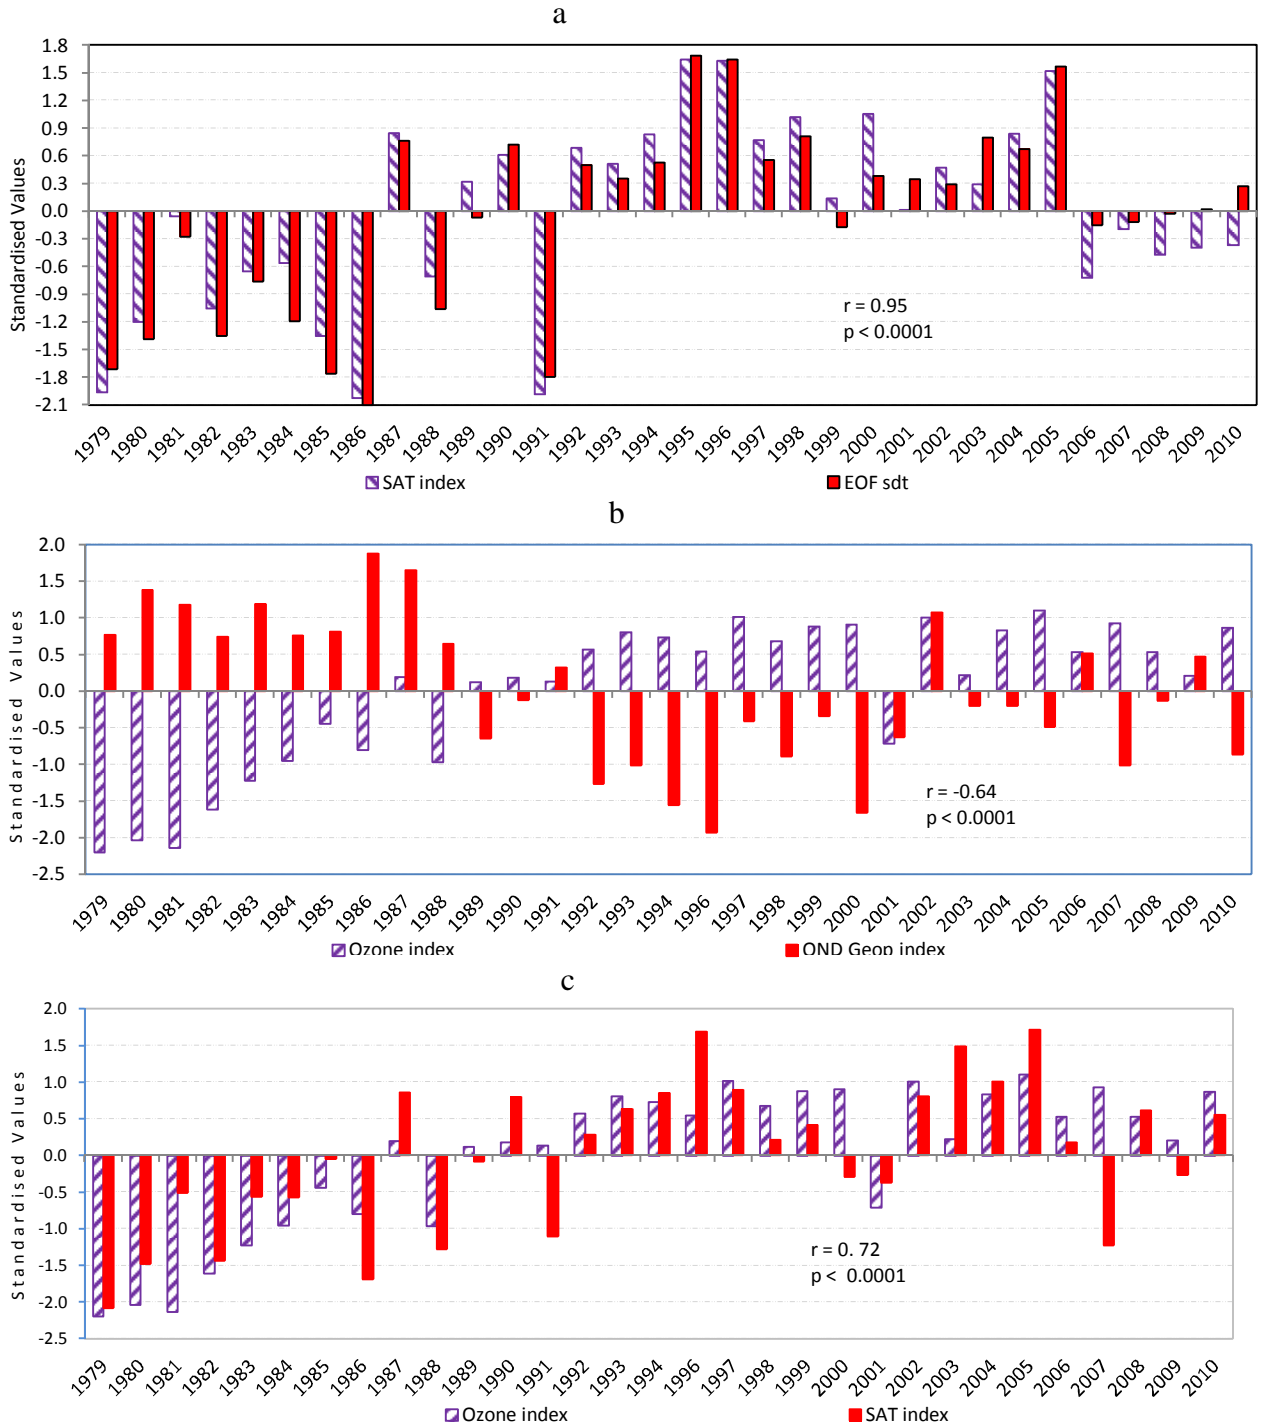 a
Standardised Values
1.8
1.5
1.2
0.9
0.6
0.3
0.0
-0.3
-0.6
-0.9
-1.2
-1.5
-1.8
-2.1
r = 0.95
p < 0.0001
1979 1980 1981 1982 1983 1984 1985 1986 1987 1988 1989 1990 1991 1992 1993 1994 1995 1996 1997 1998 1999 2000 2001 2002 2003 2004 2005 2006 2007 2008 2009 2010
SAT index EOF sdt
b
Standardised Values
2.0
1.5
1.0
0.5
0.0
-0.5
-1.0
-1.5
-2.0
-2.5
r = -0.64
p < 0.0001
1979 1980 1981 1982 1983 1984 1985 1986 1987 1988 1989 1990 1991 1992 1993 1994 1996 1997 1998 1999 2000 2001 2002 2003 2004 2005 2006 2007 2008 2009 2010
Ozone index OND Geop index
c
Standardised Values
2.0
1.5
1.0
0.5
0.0
-0.5
-1.0
-1.5
-2.0
-2.5
r = 0. 72
p < 0.0001
1979 1980 1981 1982 1983 1984 1985 1986 1987 1988 1989 1990 1991 1992 1993 1994 1996 1997 1998 1999 2000 2001 2002 2003 2004 2005 2006 2007 2008 2009 2010
Ozone index SAT index